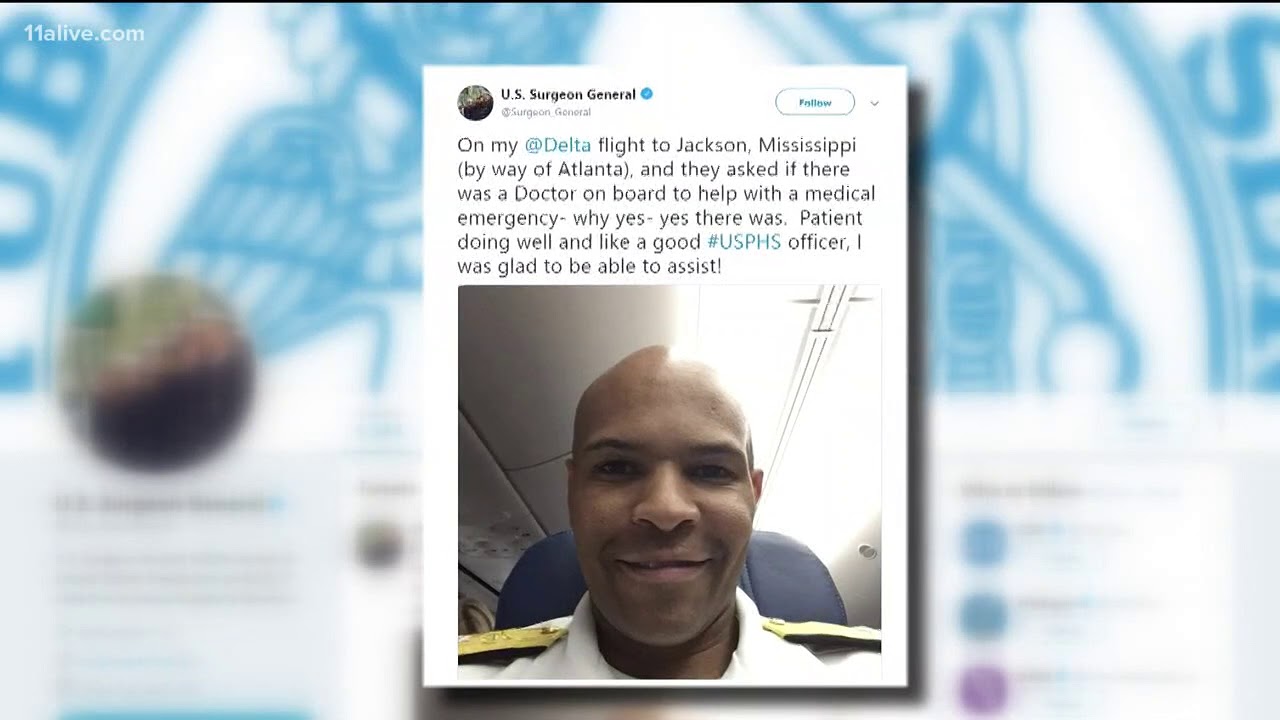 11alive.com
U.S. Surgeon General
@Surgeon_General
Follow
On my @Delta flight to Jackson, Mississippi
(by way of Atlanta), and they asked if there
was a Doctor on board to help with a medical
emergency- why yes- yes there was.  Patient
doing well and like a good #USPHS officer, I
was glad to be able to assist!